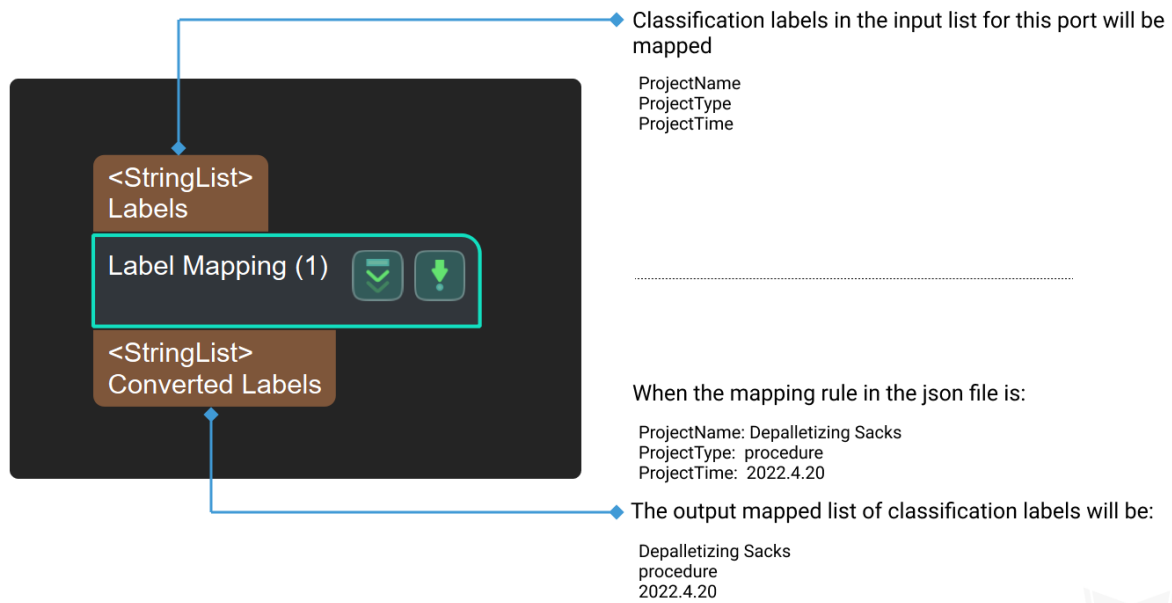 Classification labels in the input list for this port will be
mapped
ProjectName
ProjectType
ProjectTime
<StringList>
Labels
Label Mapping (1)
<StringList>
Converted Labels
When the mapping rule in the json file is:
ProjectName: Depalletizing Sacks
ProjectType: procedure
ProjectTime: 2022.4.20
The output mapped list of classification labels will be:
Depalletizing Sacks
procedure
2022.4.20